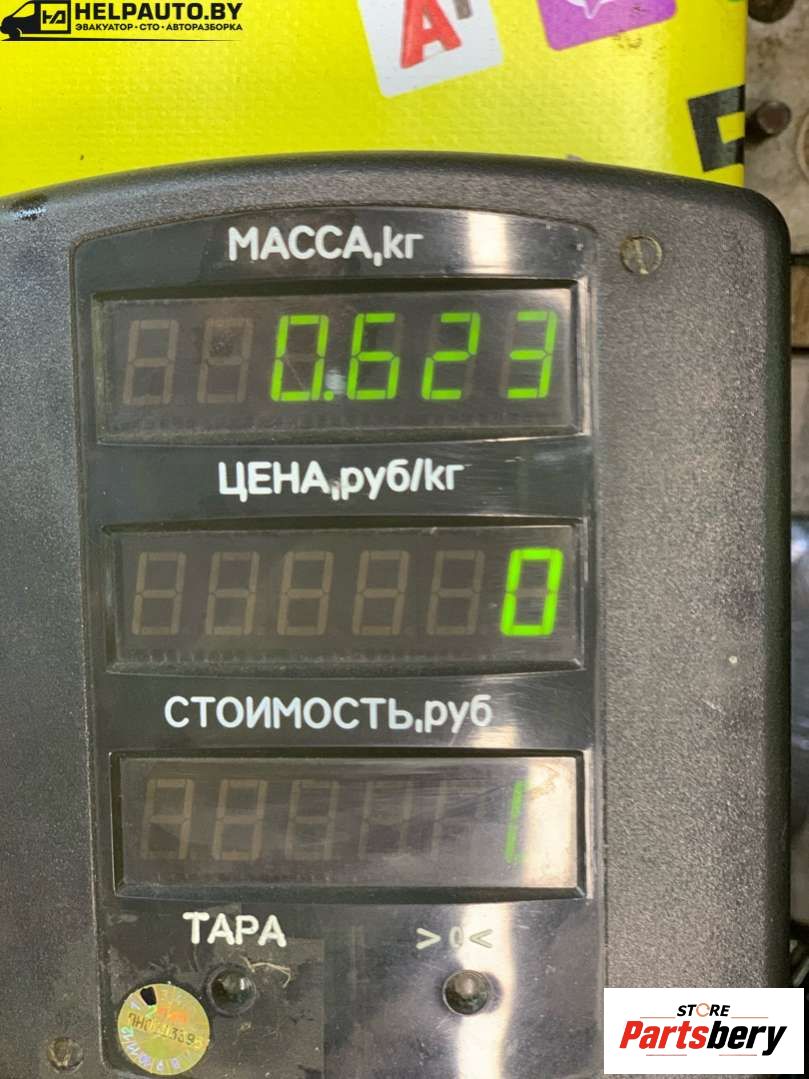 HELPAUTO.BY
ЭВАКУАТОР • СТО • АВТОРАЗБОРКА
МАССА,кг
0.623
ЦЕНА,руб/кг
0
СТОИМОСТЬ,руб
ТАРА
>0<
STORE
Partsbery